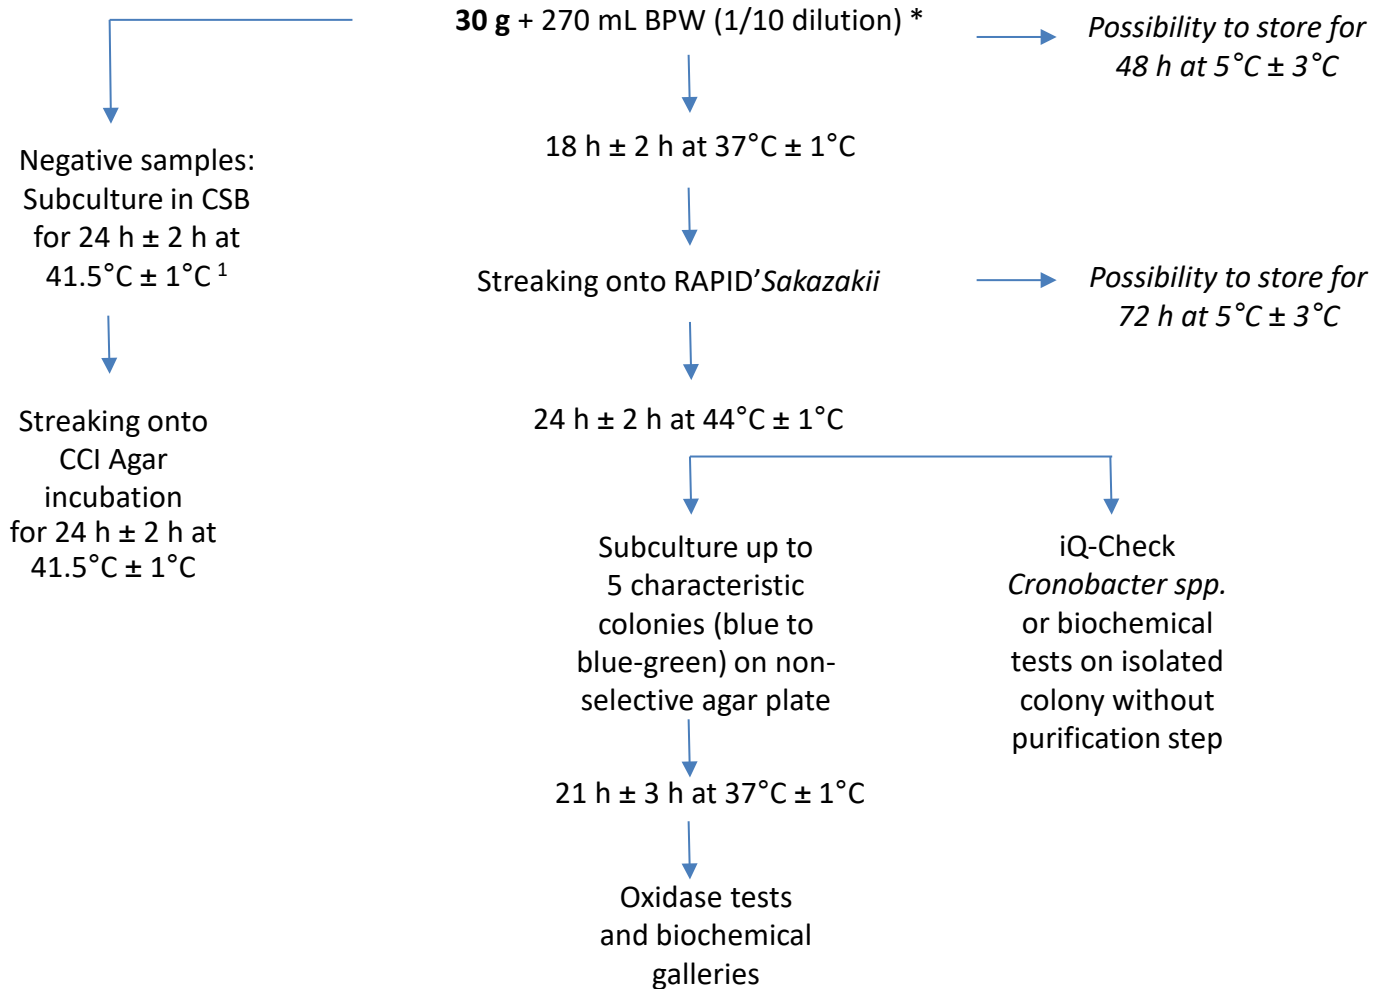 30 g + 270 mL BPW (1/10 dilution) *
Possibility to store for
48 h at 5°C ± 3°C
18 h ± 2 h at 37°C ± 1°C
Negative samples:
Subculture in CSB
for 24 h ± 2 h at
41.5°C ± 1°C 1
Streaking onto RAPID’Sakazakii
Possibility to store for
72 h at 5°C ± 3°C
Streaking onto
CCI Agar
incubation
for 24 h ± 2 h at
41.5°C ± 1°C
24 h ± 2 h at 44°C ± 1°C
Subculture up to
5 characteristic
colonies (blue to
blue-green) on non-
selective agar plate
iQ-Check
Cronobacter spp.
or biochemical
tests on isolated
colony without
purification step
21 h ± 3 h at 37°C ± 1°C
Oxidase tests
and biochemical
galleries